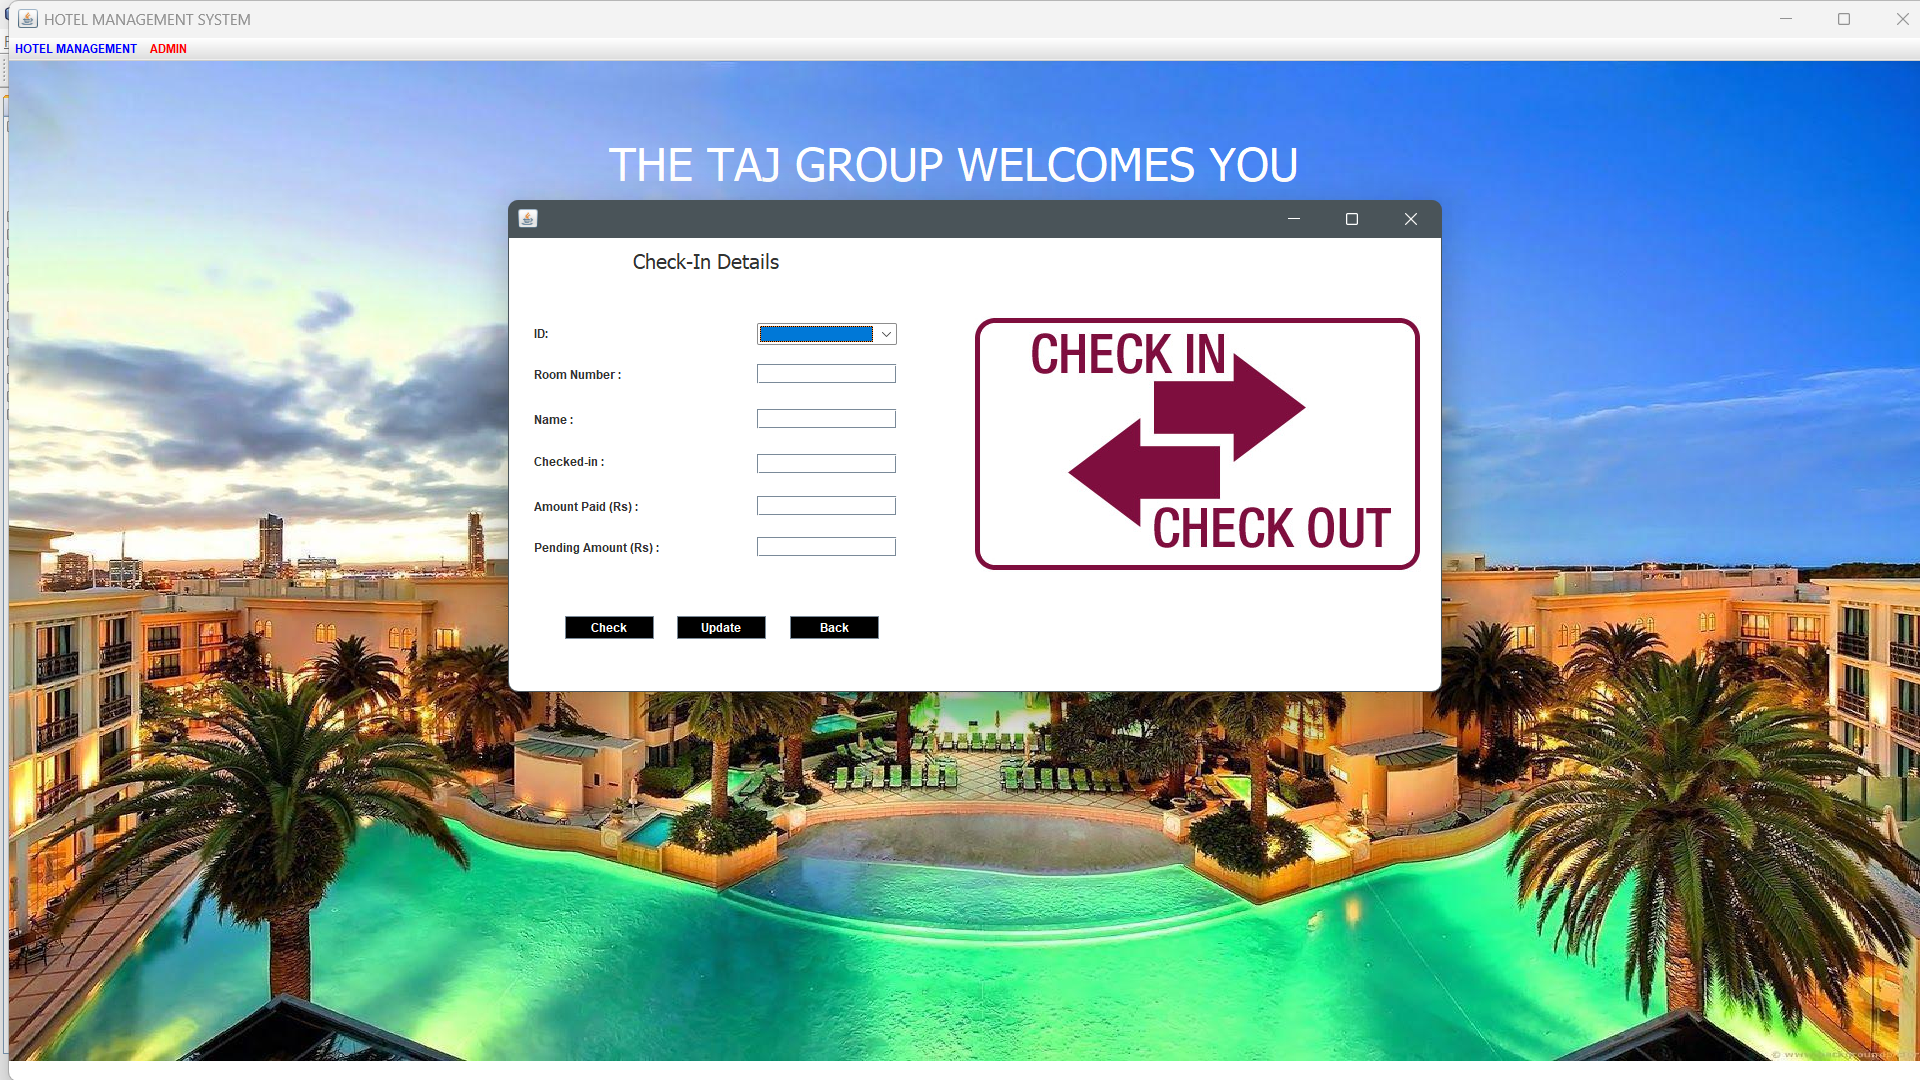 HOTEL MANAGEMENT SYSTEM
HOTEL MANAGEMENT ADMIN
THE TAJ GROUP WELCOMES YOU
Check-In Details
ID:
Room Number :
Name :
Checked-in :
Amount Paid (Rs) :
Pending Amount (Rs) :
Check Update Back
CHECK IN
CHECK OUT